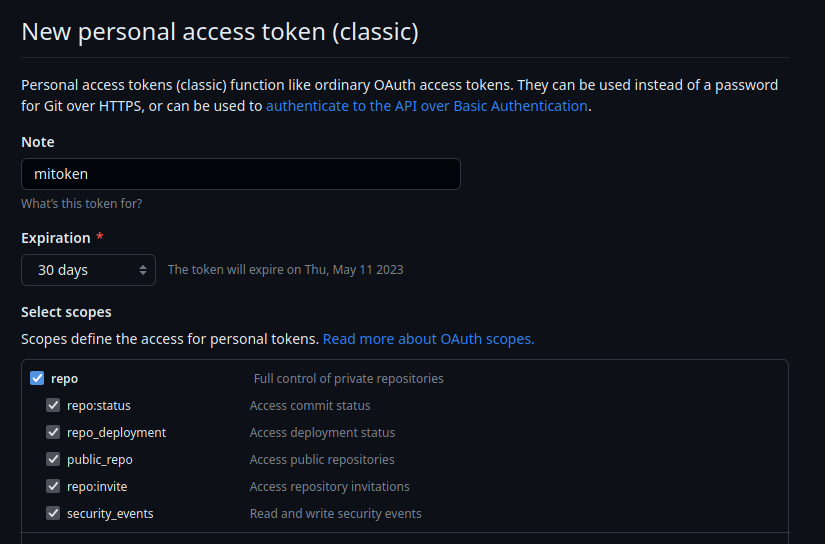 New personal access token (classic)
Personal access tokens (classic) function like ordinary OAuth access tokens. They can be used instead of a password
for Git over HTTPS, or can be used to authenticate to the API over Basic Authentication.
Note
mitoken
What's this token for?
Expiration *
30 days The token will expire on Thu, May 11 2023
Select scopes
Scopes define the access for personal tokens. Read more about OAuth scopes.
repo Full control of private repositories
repo:status Access commit status
repo_deployment Access deployment status
public_repo Access public repositories
repo:invite Access repository invitations
security_events Read and write security events